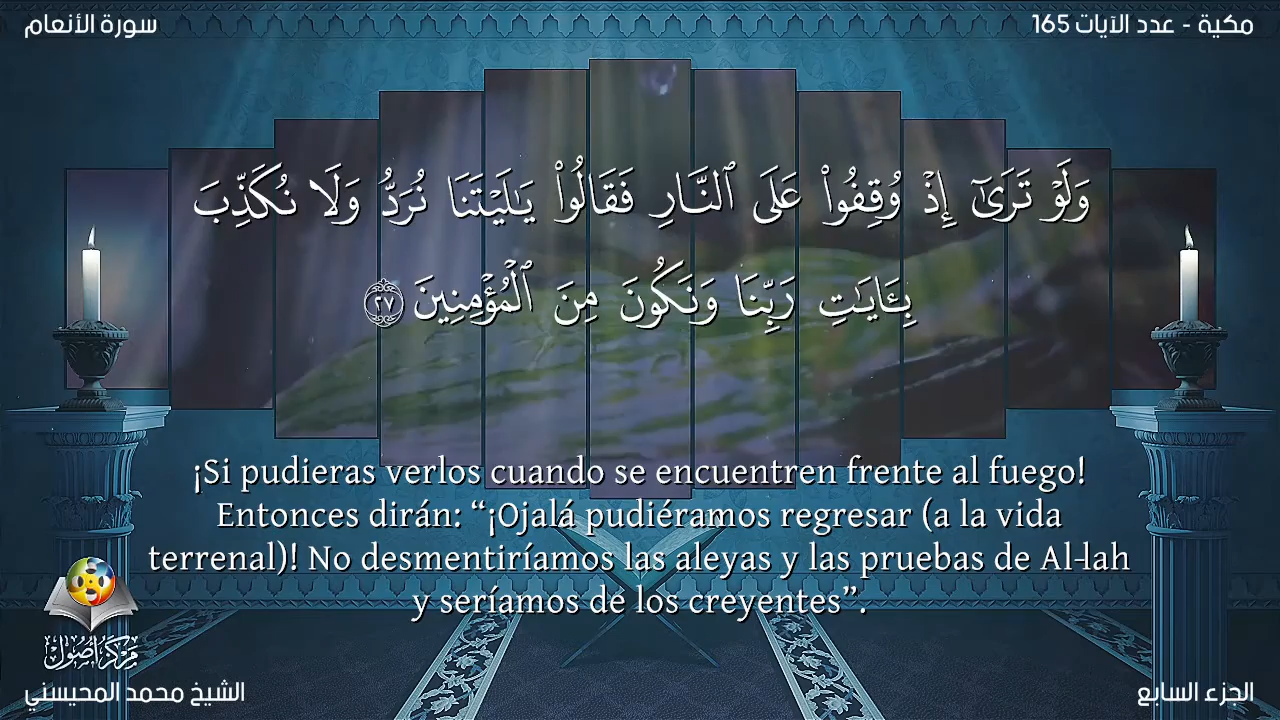 سورة الأنعام
مكية - عدد الآيات 165
وَلَوْ تَرَىٰٓ إِذْ وُقِفُوا۟ عَلَى ٱلنَّارِ فَقَالُوا۟ يَـٰلَيْتَنَا نُرَدُّ وَلَا نُكَذِّبَ
بِـَٔايَـٰتِ رَبِّنَا وَنَكُونَ مِنَ ٱلْمُؤْمِنِينَ ٢٧
¡Si pudieras verlos cuando se encuentren frente al fuego!
Entonces dirán: “¡Ojalá pudiéramos regresar (a la vida
terrenal)! No desmentiríamos las aleyas y las pruebas de Al-lah
y seríamos de los creyentes”.
مركز أصول
الشيخ محمد المحيسني
الجزء السابع